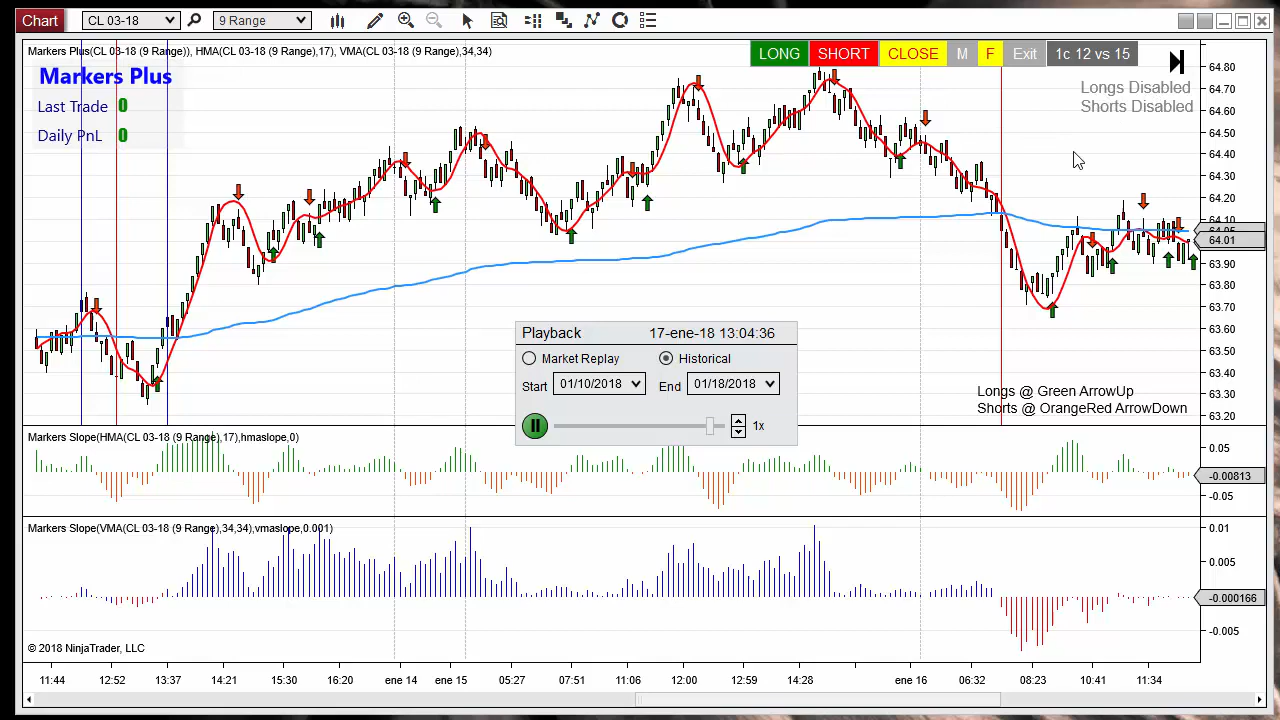 Chart CL 03-18 9 Range
Markers Plus(CL 03-18 (9 Range)), HMA(CL 03-18 (9 Range),17), VMA(CL 03-18 (9 Range),34,34)
LONG SHORT CLOSE M F Exit 1c 12 vs 15
Markers Plus
Last Trade 0
Daily PnL 0
Longs Disabled
Shorts Disabled
64.80
64.70
64.60
64.50
64.40
64.30
64.20
64.10
64.01
63.90
63.80
63.70
63.60
63.50
63.40
63.30
63.20
Playback 17-ene-18 13:04:36
Market Replay Historical
Start 01/10/2018 End 01/18/2018
1x
Longs @ Green ArrowUp
Shorts @ OrangeRed ArrowDown
Markers Slope(HMA(CL 03-18 (9 Range),17),hmaslope,0)
0.05
-0.00813
-0.05
Markers Slope(VMA(CL 03-18 (9 Range),34,34),vmaslope,0.001)
0.01
0.005
-0.000166
-0.005
© 2018 NinjaTrader, LLC
11:44 12:52 13:37 14:21 15:30 16:20 ene 14 ene 15 05:27 07:51 11:06 12:00 12:44 14:28 ene 16 06:32 08:23 10:41 11:34